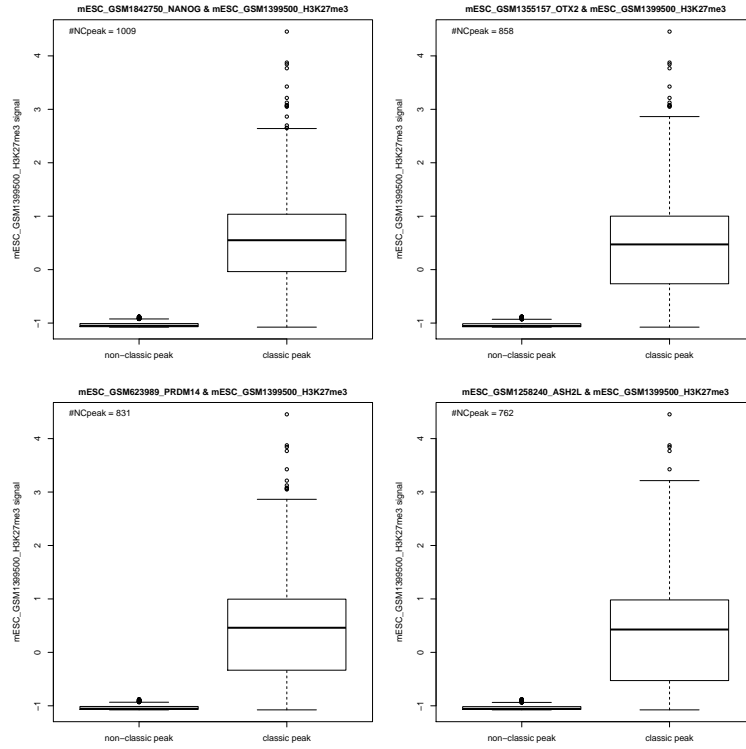 mESC_GSM1842750_NANOG & mESC_GSM1399500_H3K27me3
#NCpeak = 1009
mESC_GSM1399500_H3K27me3 signal
4
3
2
1
0
−1
non−classic peak
classic peak
mESC_GSM1355157_OTX2 & mESC_GSM1399500_H3K27me3
#NCpeak = 858
mESC_GSM1399500_H3K27me3 signal
4
3
2
1
0
−1
non−classic peak
classic peak
mESC_GSM623989_PRDM14 & mESC_GSM1399500_H3K27me3
#NCpeak = 831
mESC_GSM1399500_H3K27me3 signal
4
3
2
1
0
−1
non−classic peak
classic peak
mESC_GSM1258240_ASH2L & mESC_GSM1399500_H3K27me3
#NCpeak = 762
mESC_GSM1399500_H3K27me3 signal
4
3
2
1
0
−1
non−classic peak
classic peak